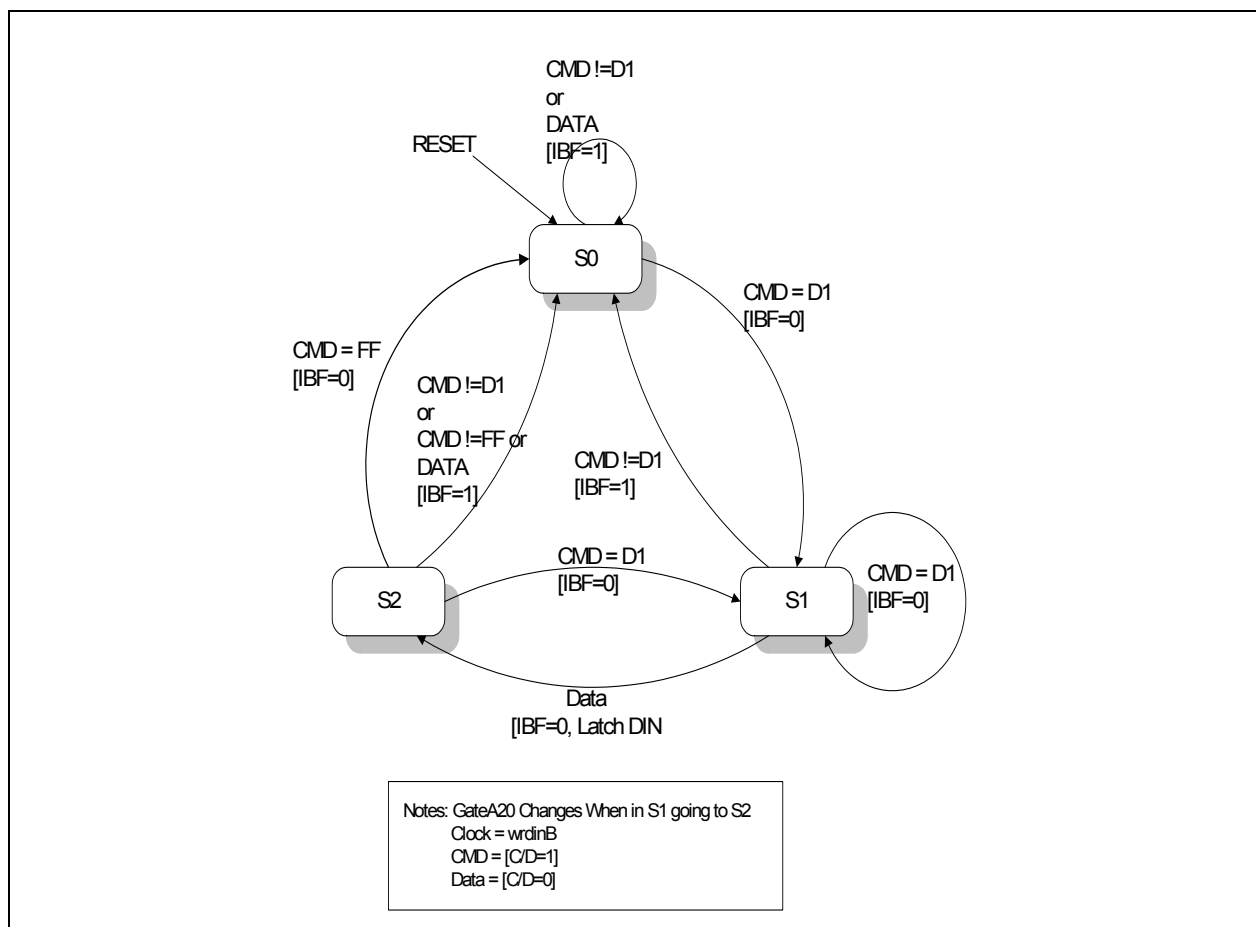 CMD !=D1
or
DATA
[IBF=1]
RESET
S0
CMD = D1
[IBF=0]
CMD = FF
[IBF=0]
CMD !=D1
or
CMD !=FF or
DATA
[IBF=1]
CMD !=D1
[IBF=1]
CMD = D1
[IBF=0]
CMD = D1
[IBF=0]
S2
S1
Data
[IBF=0, Latch DIN
Notes: GateA20 Changes When in S1 going to S2
Clock = wrdinB
CMD = [C/D=1]
Data = [C/D=0]